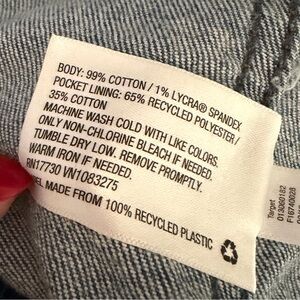 BODY: 99% COTTON / 1% LYCRA® SPANDEX
POCKET LINING: 65% RECYCLED POLYESTER/
35% COTTON
MACHINE WASH COLD WITH LIKE COLORS.
ONLY NON-CHLORINE BLEACH IF NEEDED.
TUMBLE DRY LOW. REMOVE PROMPTLY.
WARM IRON IF NEEDED.
RN17730 VN1083275
MADE FROM 100% RECYCLED PLASTIC
Target